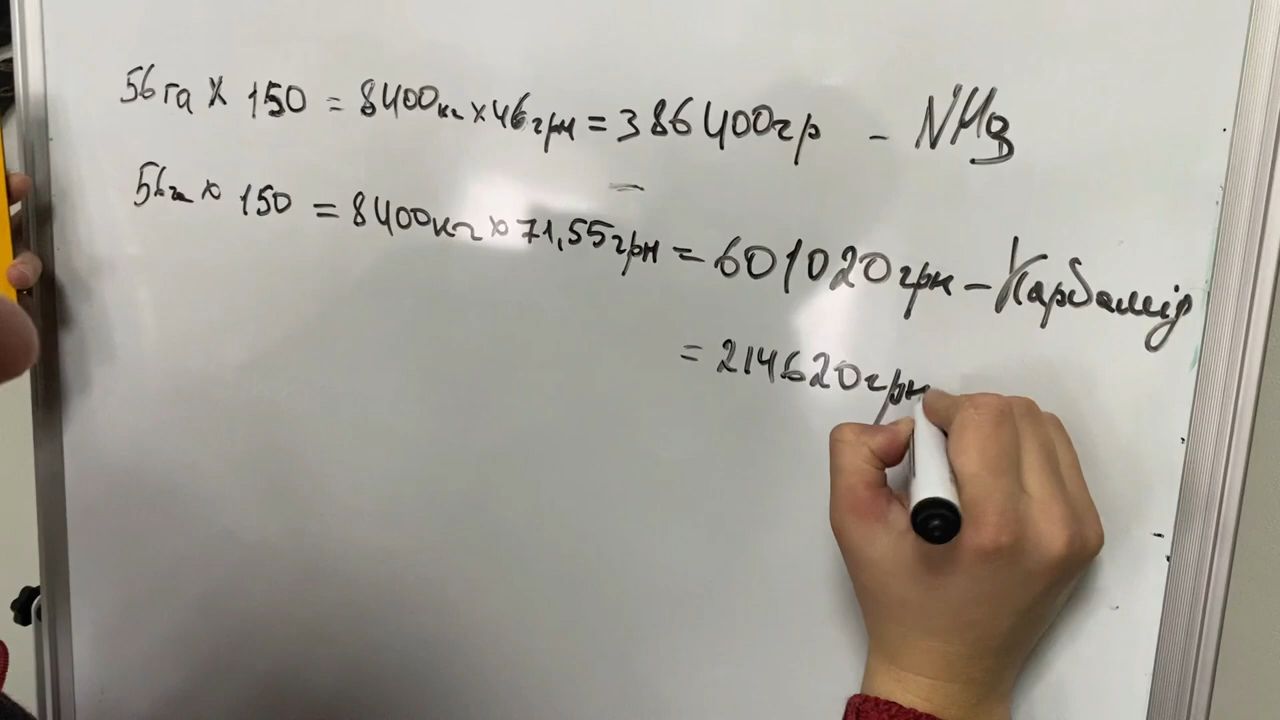 56га × 150 = 8400кг × 46грн = 386400гр - NH3
56га × 150 = 8400кг × 71,55грн = 601020грн - Карбамід
= 214620грн